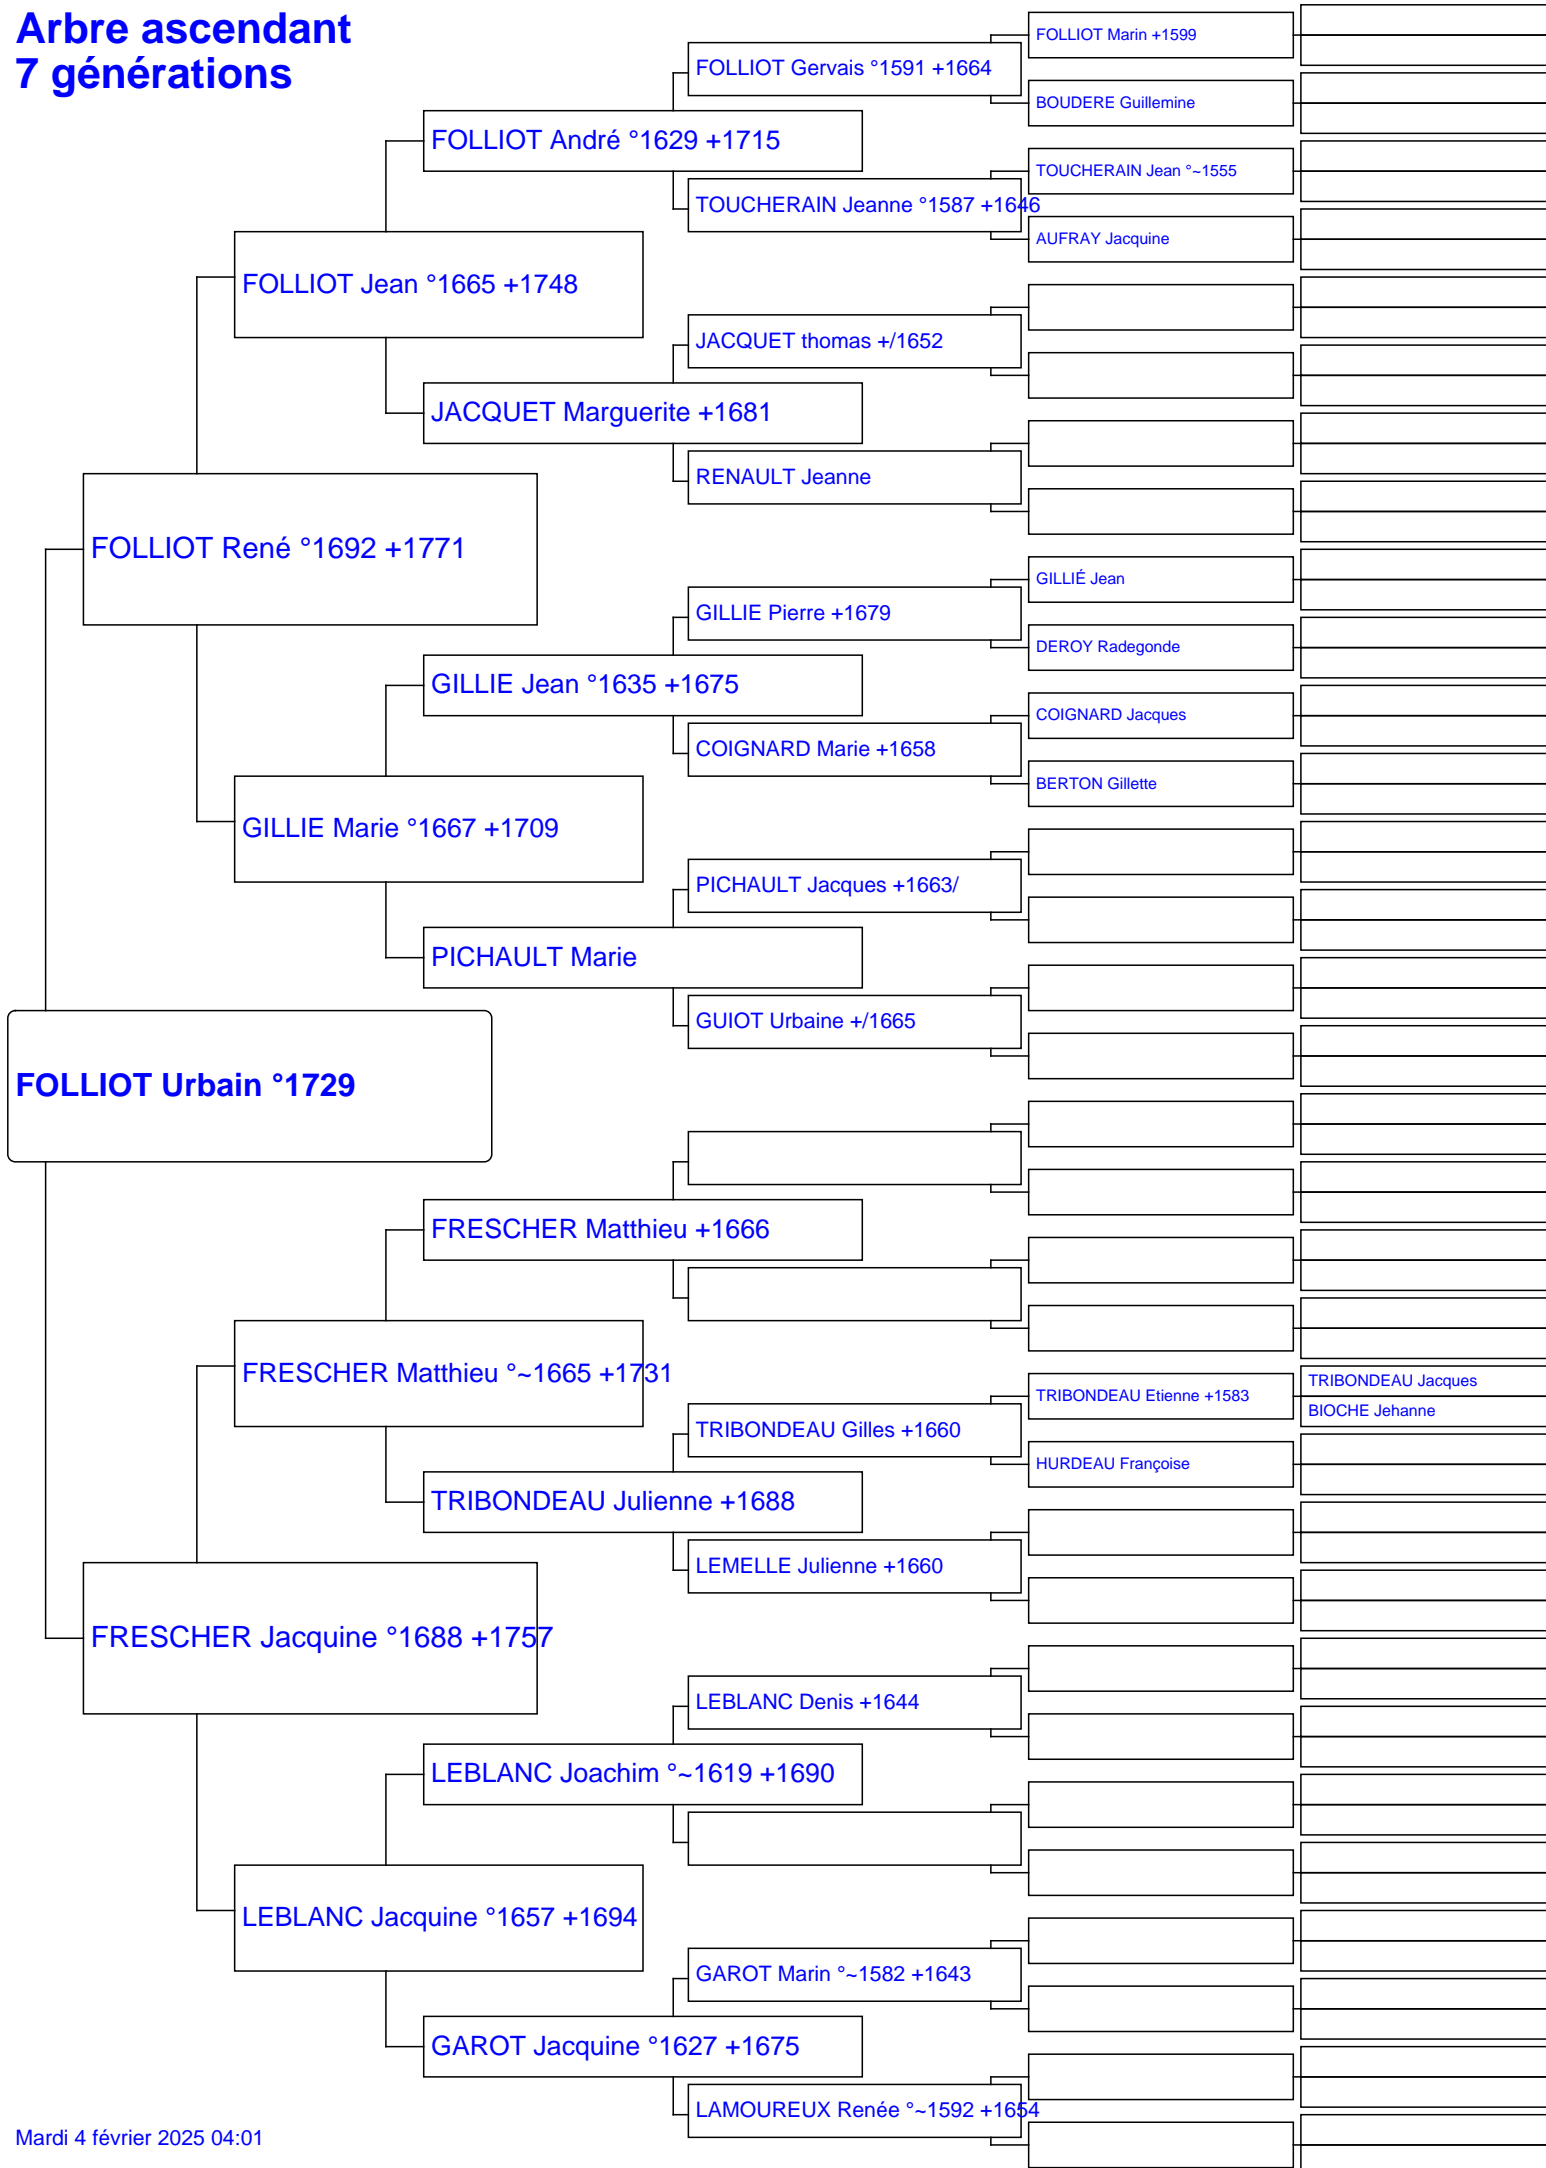 Arbre ascendant
7 générations
FOLLIOT Marin +1599
FOLLIOT Gervais °1591 +1664
BOUDERE Guillemine
FOLLIOT André °1629 +1715
TOUCHERAIN Jean °~1555
TOUCHERAIN Jeanne °1587 +1646
AUFRAY Jacquine
FOLLIOT Jean °1665 +1748
JACQUET thomas +/1652
JACQUET Marguerite +1681
RENAULT Jeanne
FOLLIOT René °1692 +1771
GILLIÉ Jean
GILLIE Pierre +1679
DEROY Radegonde
GILLIE Jean °1635 +1675
COIGNARD Jacques
COIGNARD Marie +1658
BERTON Gillette
GILLIE Marie °1667 +1709
PICHAULT Jacques +1663/
PICHAULT Marie
GUIOT Urbaine +/1665
FOLLIOT Urbain °1729
FRESCHER Matthieu +1666
FRESCHER Matthieu °~1665 +1731
TRIBONDEAU Jacques
TRIBONDEAU Etienne +1583
BIOCHE Jehanne
TRIBONDEAU Gilles +1660
HURDEAU Françoise
TRIBONDEAU Julienne +1688
LEMELLE Julienne +1660
FRESCHER Jacquine °1688 +1757
LEBLANC Denis +1644
LEBLANC Joachim °~1619 +1690
LEBLANC Jacquine °1657 +1694
GAROT Marin °~1582 +1643
GAROT Jacquine °1627 +1675
LAMOUREUX Renée °~1592 +1654
Mardi 4 février 2025 04:01